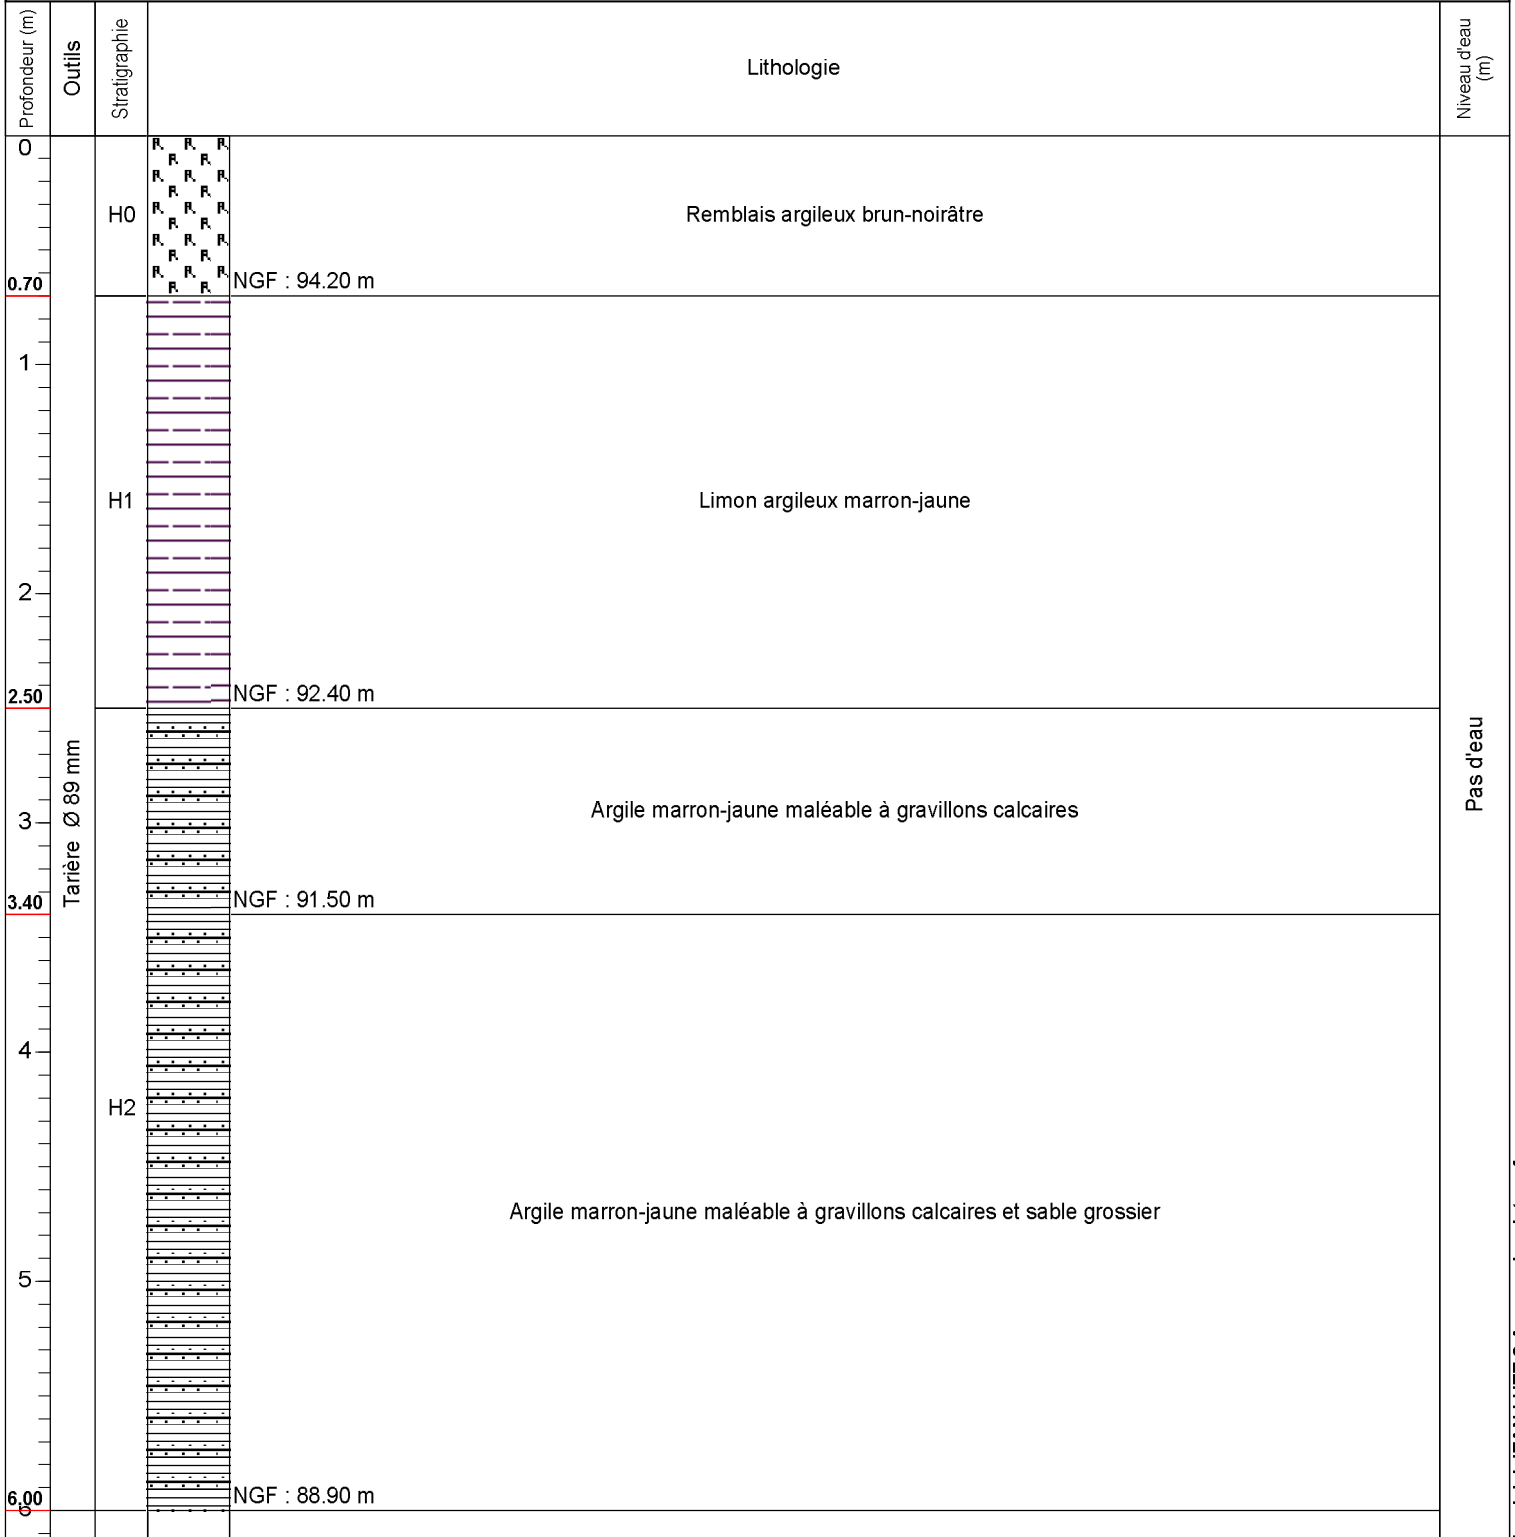 Profondeur (m)
Outils
Stratigraphie
Lithologie
Niveau d'eau
(m)
0
H0
Remblais argileux brun-noirâtre
0.70
NGF : 94.20 m
1
H1
Limon argileux marron-jaune
2
2.50
NGF : 92.40 m
Tarière Ø 89 mm
Argile marron-jaune maléable à gravillons calcaires
Pas d'eau
3
3.40
NGF : 91.50 m
4
H2
Argile marron-jaune maléable à gravillons calcaires et sable grossier
5
6.00
NGF : 88.90 m
6